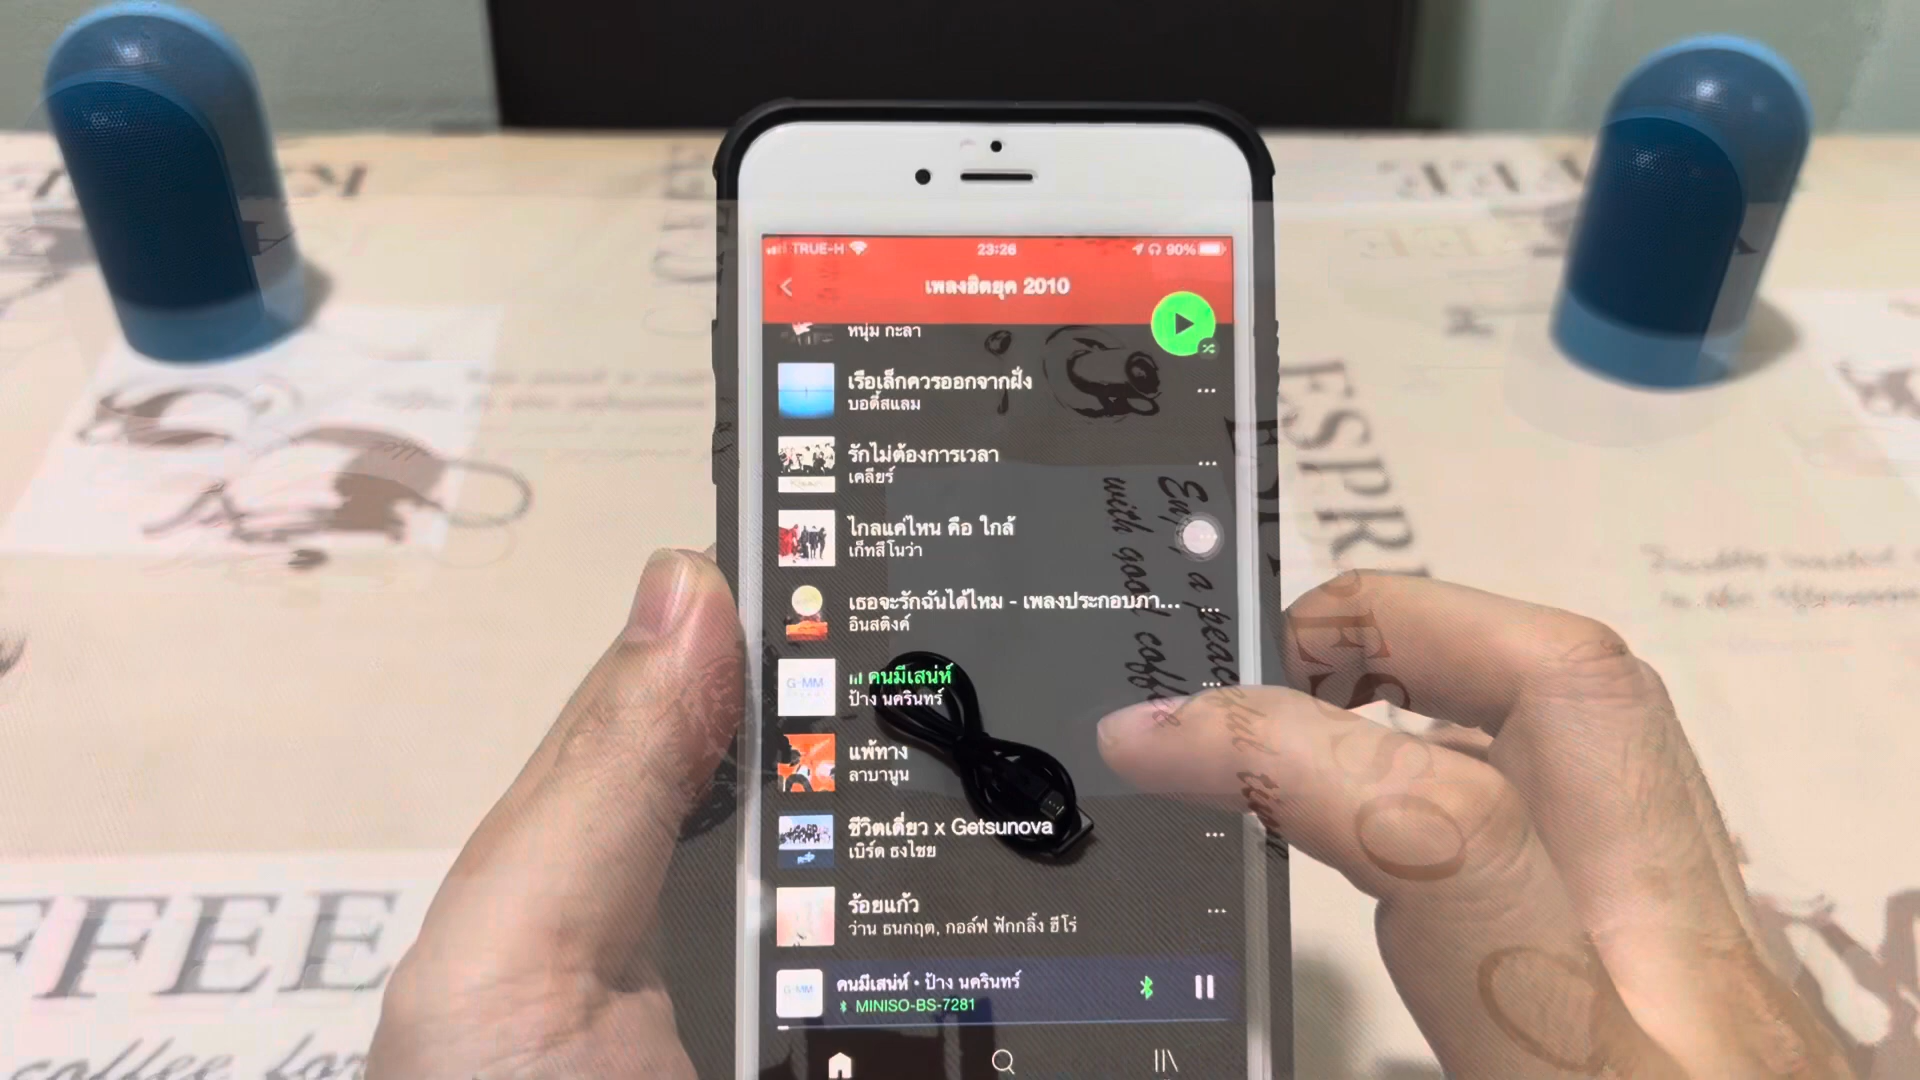 TRUE-H 23:26 90%
เพลงฮิตยุค 2010
หนุ่ม กะลา
เรือเล็กควรออกจากฝั่ง
บอดี้สแลม
รักไม่ต้องการเวลา
เคลียร์
ไกลแค่ไหน คือ ใกล้
เก็ทสึโนว่า
เธอจะรักฉันได้ไหม - เพลงประกอบภา...
อินสติงค์
G-MM
คนมีเสน่ห์
ป้าง นครินทร์
แพ้ทาง
ลาบานูน
ชีวิตเดี่ยว x Getsunova
เบิร์ด ธงไชย
ร้อยแก้ว
ว่าน ธนกฤต, กอล์ฟ ฟักกลิ้ง ฮีโร่
คนมีเสน่ห์ • ป้าง นครินทร์
MINISO-BS-7281
ESPRESSO
a peaceful time
with good coffee
FFEE
coffee for